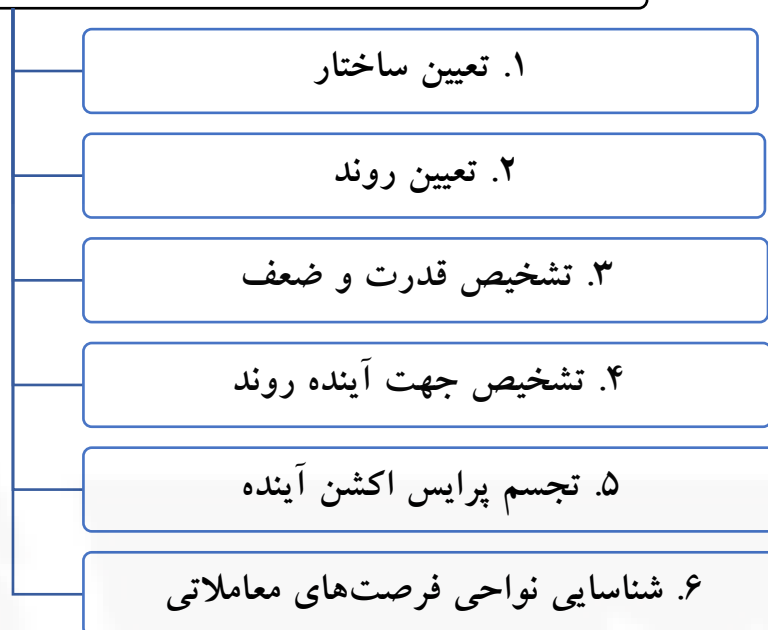 ۱. تعیین ساختار
۲. تعیین روند
۳. تشخیص قدرت و ضعف
۴. تشخیص جهت آینده روند
۵. تجسم پرایس اکشن آینده
۶. شناسایی نواحی فرصت‌های معاملاتی